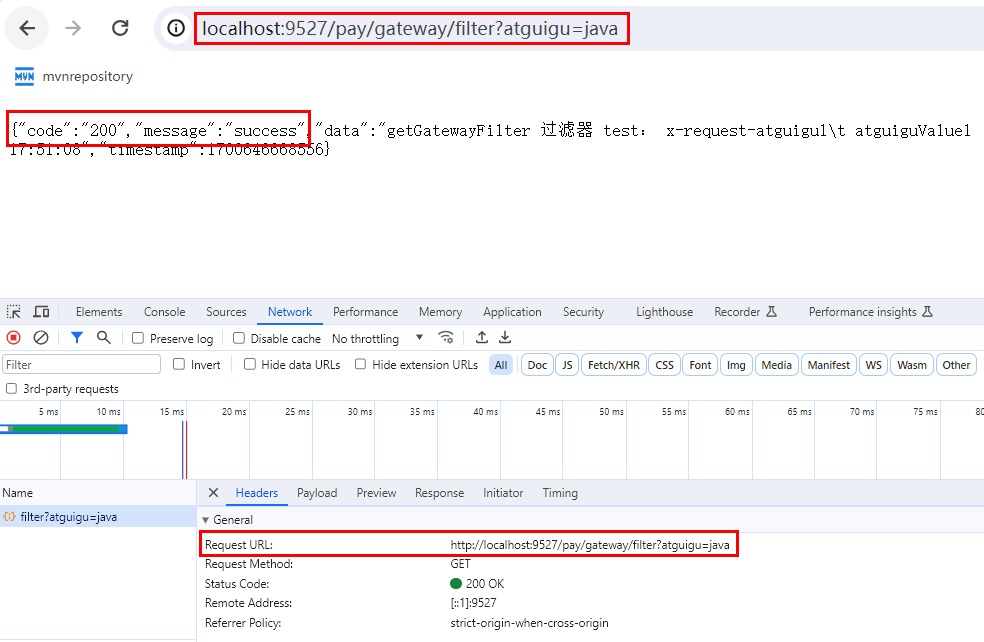 localhost:9527/pay/gateway/filter?atguigu=java
MVN mvnrepository
{"code":"200","message":"success","data":"getGatewayFilter 过滤器 test： x-request-atguigu1\t atguiguValue1
17:51:08","timestamp":1700646668556}
Elements Console Sources Network Performance Memory Application Security Lighthouse Recorder Performance insights
Preserve log Disable cache No throttling
Filter Invert Hide data URLs Hide extension URLs All Doc JS Fetch/XHR CSS Font Img Media Manifest WS Wasm Other
3rd-party requests
5 ms 10 ms 15 ms 20 ms 25 ms 30 ms 35 ms 40 ms 45 ms 50 ms 55 ms 60 ms 65 ms 70 ms 75 ms 80
Name Headers Payload Preview Response Initiator Timing
filter?atguigu=java
General
Request URL: http://localhost:9527/pay/gateway/filter?atguigu=java
Request Method: GET
Status Code: 200 OK
Remote Address: [::1]:9527
Referrer Policy: strict-origin-when-cross-origin